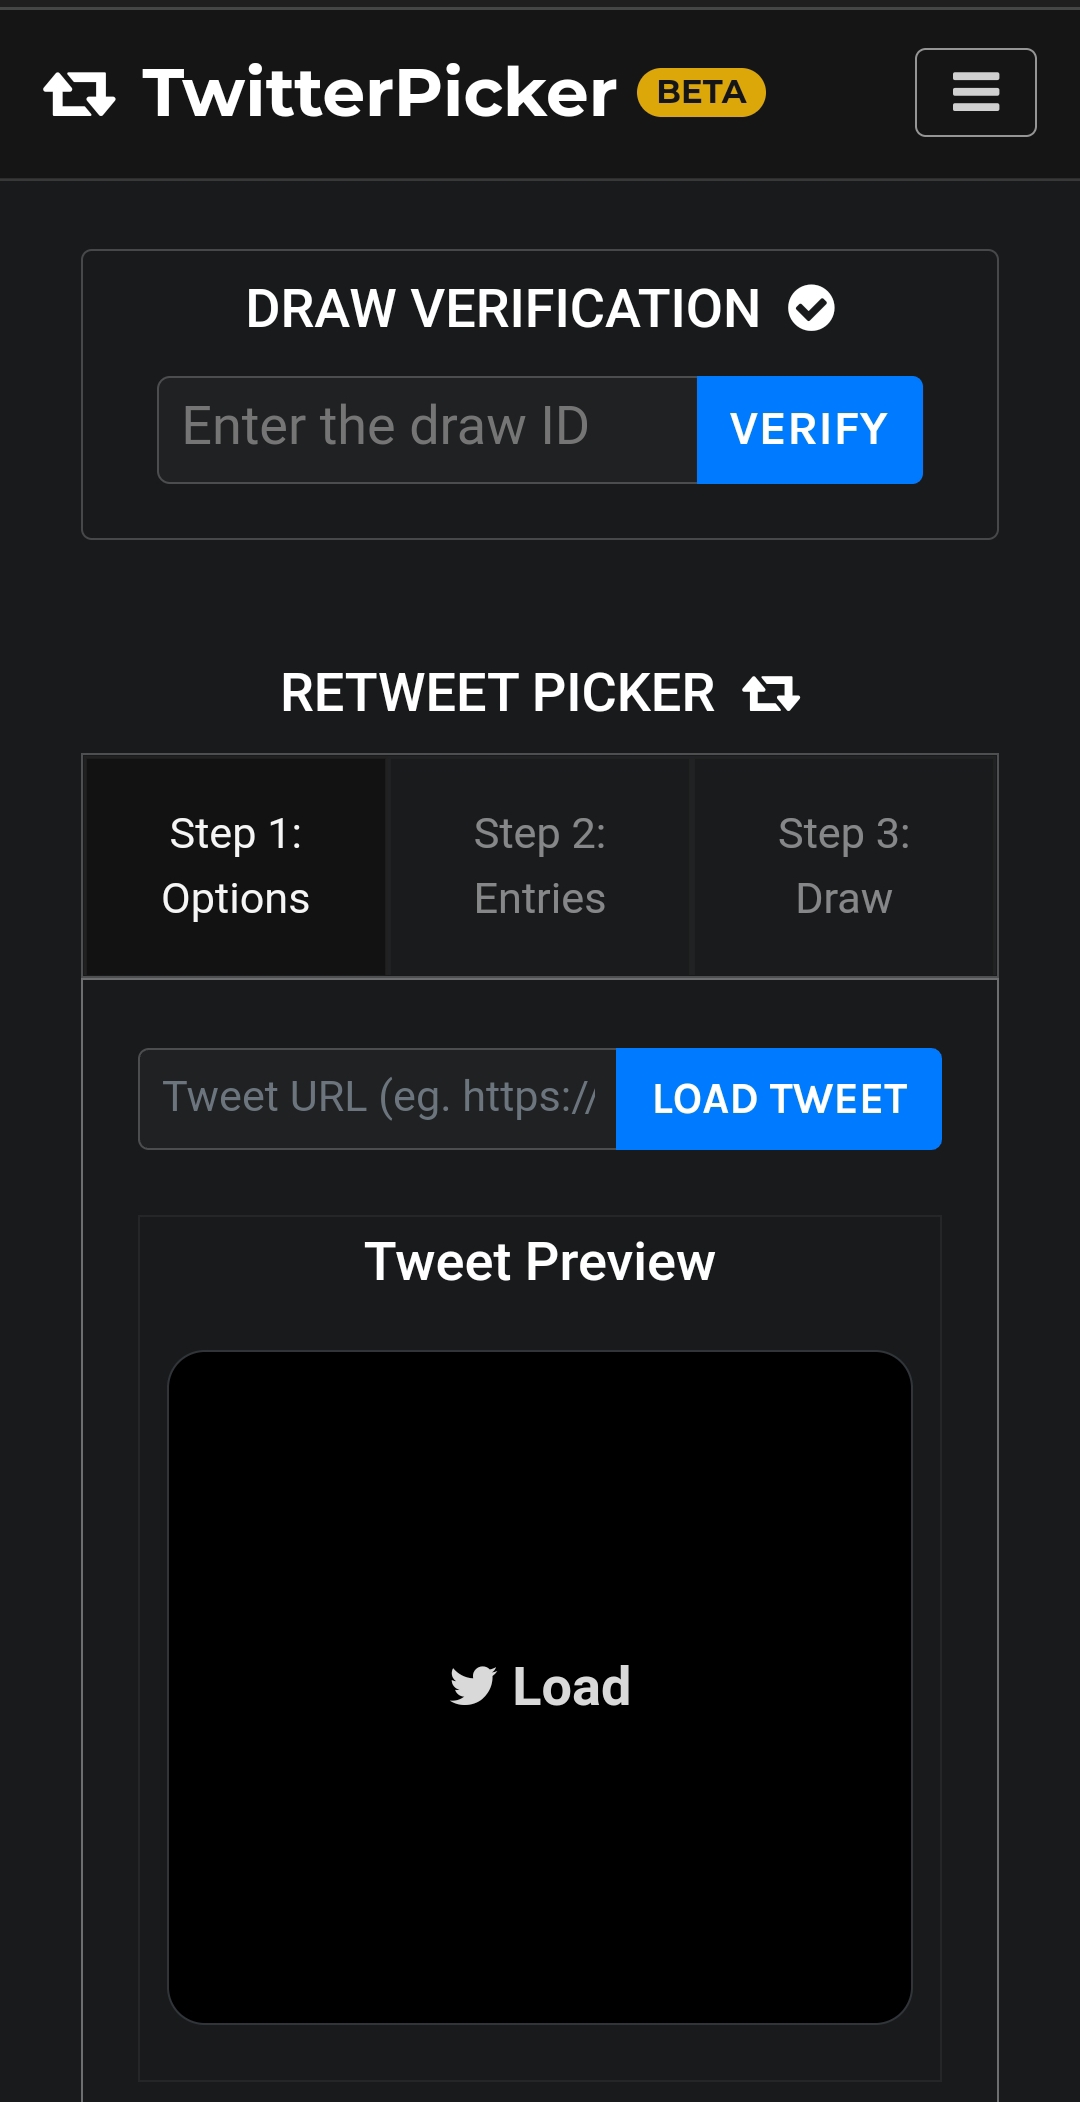 TwitterPicker BETA
DRAW VERIFICATION
Enter the draw ID VERIFY
RETWEET PICKER
Step 1:
Options
Step 2:
Entries
Step 3:
Draw
Tweet URL (eg. https:// LOAD TWEET
Tweet Preview
Load